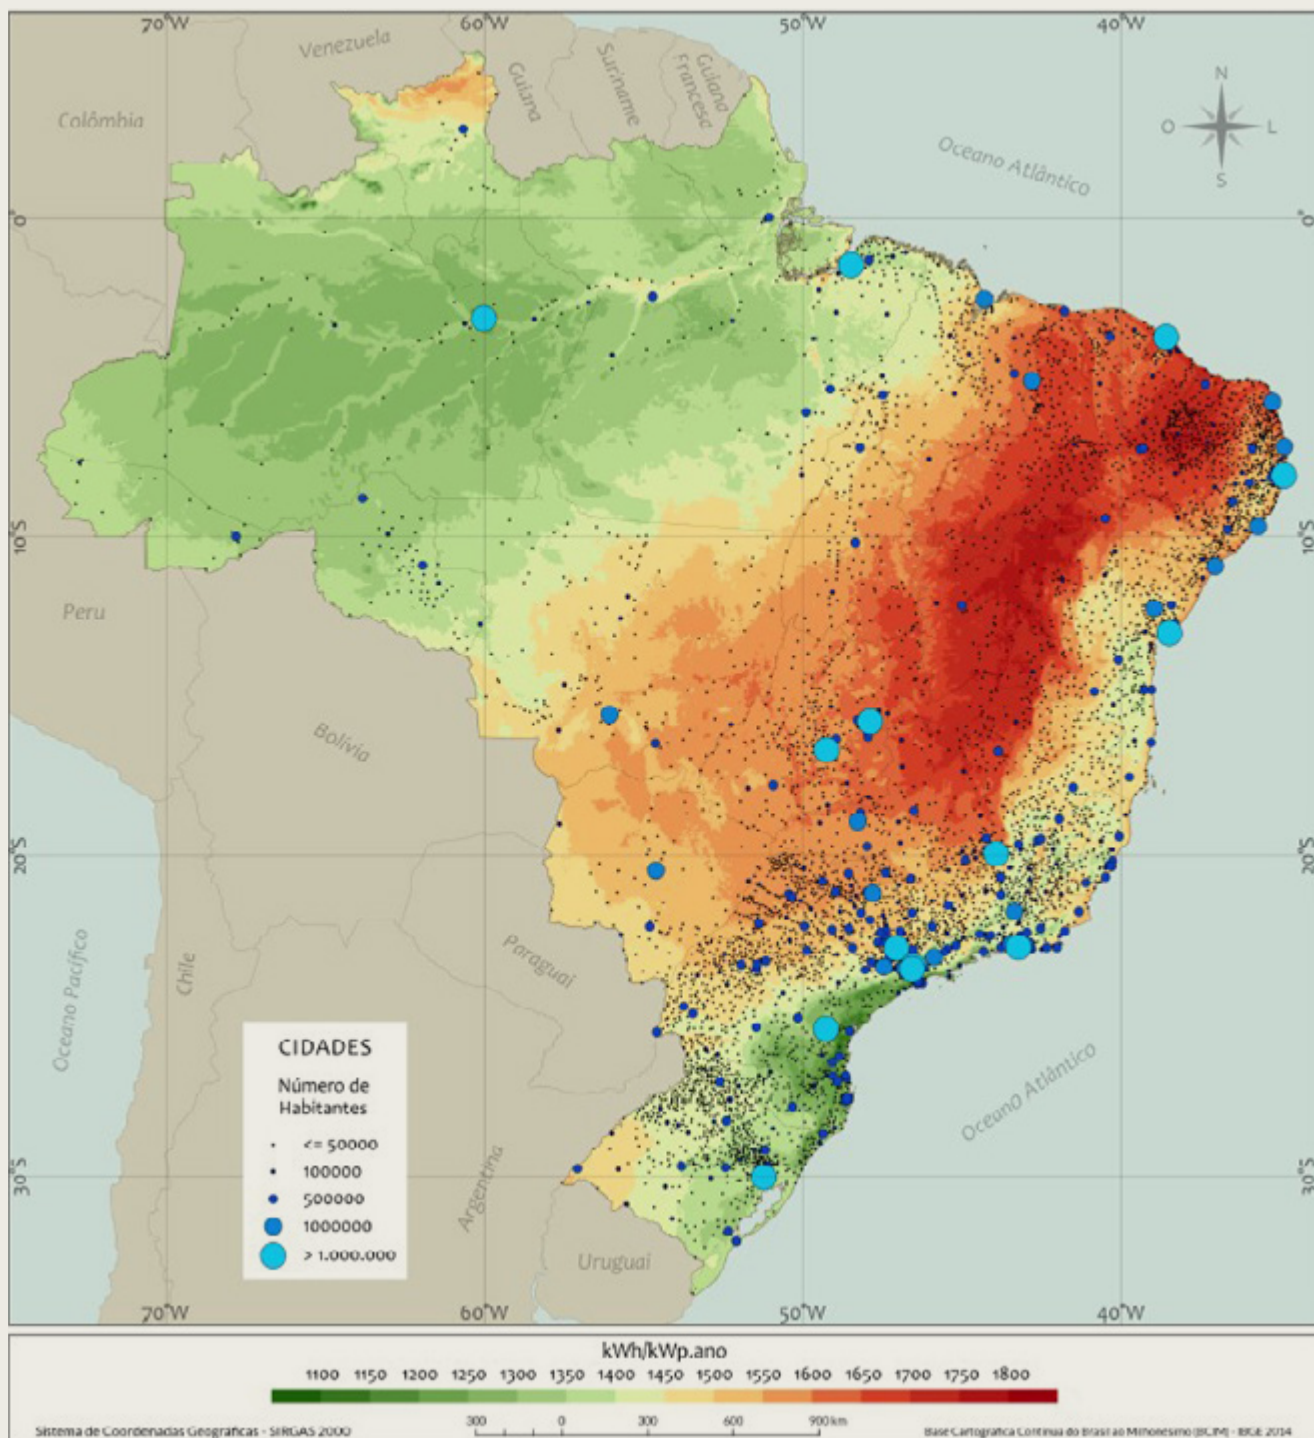 70°W 60°W 50°W 40°W
Venezuela
Guiana
Suriname
Guiana
Francesa
Colômbia
N
O L
S
Oceano Atlântico
0° 0°
10°S 10°S
Peru
Bolívia
20°S 20°S
Oceano Pacífico
Chile
Paraguai
CIDADES
Número de
Habitantes
<= 50000
100000
500000
1000000
> 1.000.000
Oceano Atlântico
Argentina
30°S 30°S
Uruguai
70°W 60°W 50°W 40°W
kWh/kWp.ano
1100 1150 1200 1250 1300 1350 1400 1450 1500 1550 1600 1650 1700 1750 1800
300 0 300 600 900 km
Sistema de Coordenadas Geográficas - SIRGAS 2000
Base Cartográfica Contínua do Brasil ao Milionésimo (BCIM) - IBGE 2014